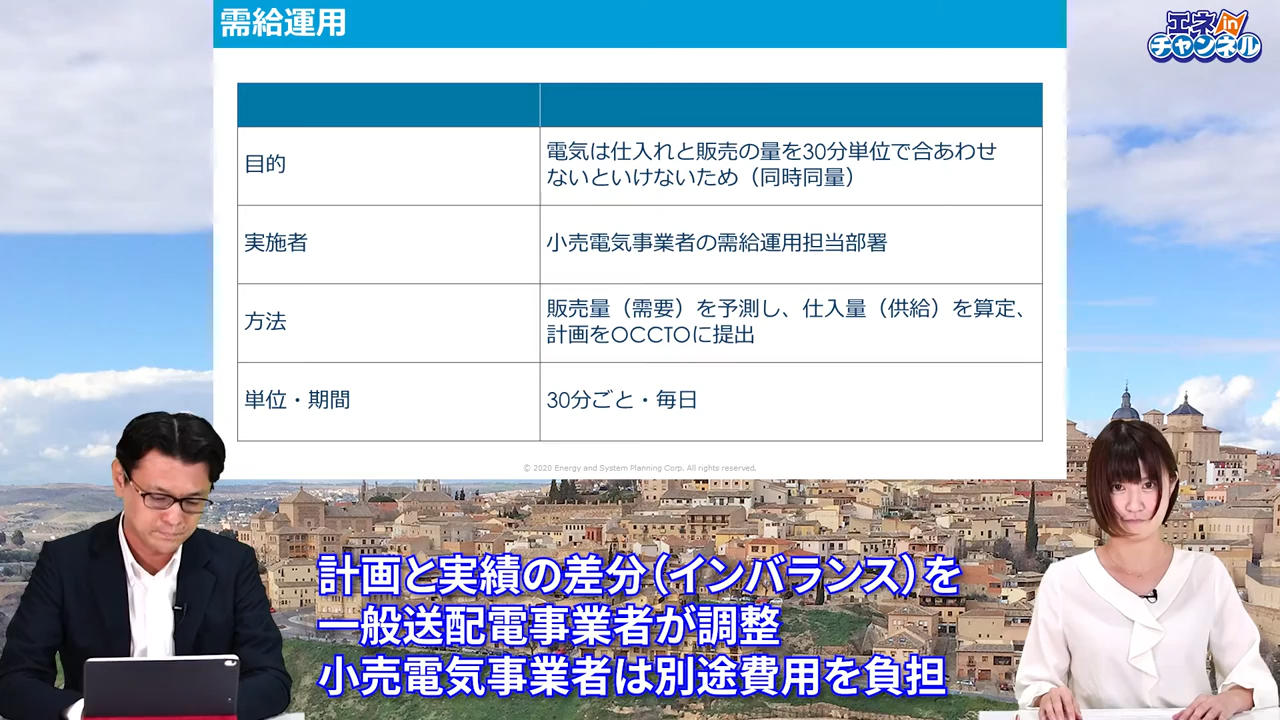 需給運用
エネin
チャンネル
目的
電気は仕入れと販売の量を30分単位で合あわせ
ないといけないため（同時同量）
実施者
小売電気事業者の需給運用担当部署
方法
販売量（需要）を予測し、仕入量（供給）を算定、
計画をOCCTOに提出
単位・期間
30分ごと・毎日
© 2020 Energy and System Planning Corp. All rights reserved.
計画と実績の差分（インバランス）を
一般送配電事業者が調整
小売電気事業者は別途費用を負担